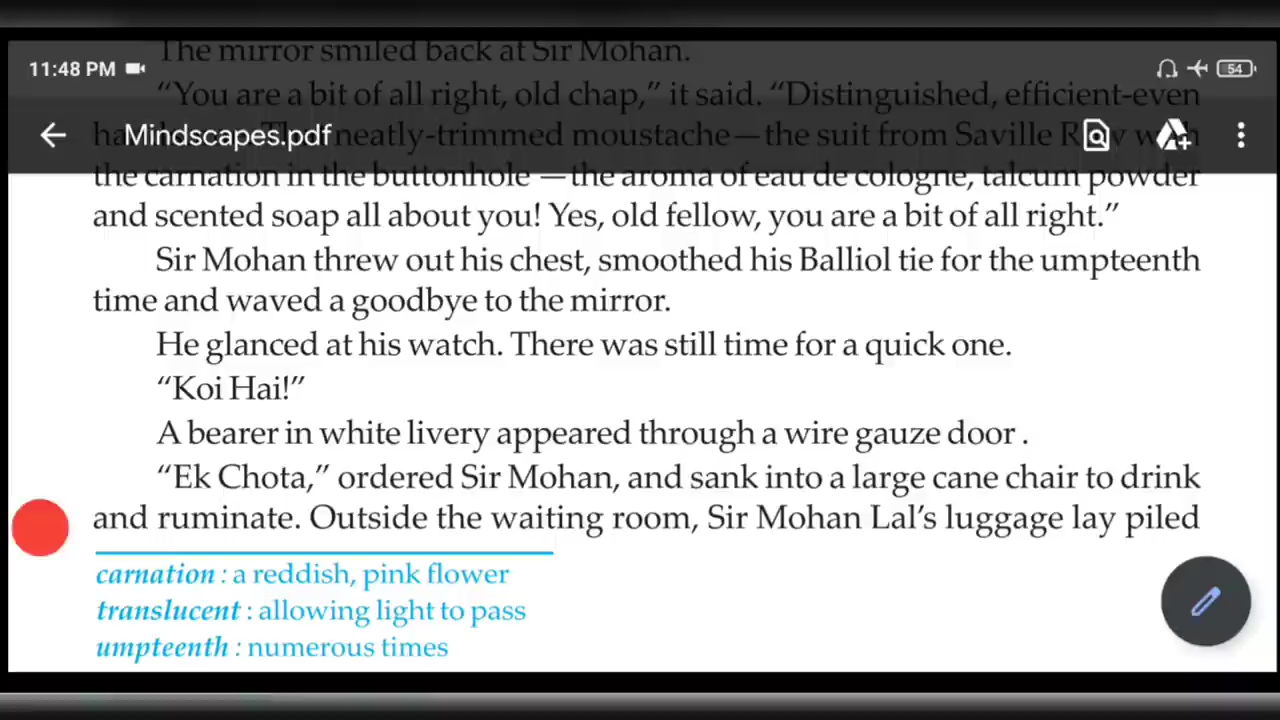 The mirror smiled back at Sir Mohan.
11:48 PM
54
“You are a bit of all right, old chap,” it said. “Distinguished, efficient-even
Mindscapes.pdf
neatly-trimmed moustache—the suit from Saville
the carnation in the buttonhole —the aroma of eau de cologne, talcum powder
and scented soap all about you! Yes, old fellow, you are a bit of all right.”
Sir Mohan threw out his chest, smoothed his Balliol tie for the umpteenth
time and waved a goodbye to the mirror.
He glanced at his watch. There was still time for a quick one.
“Koi Hai!”
A bearer in white livery appeared through a wire gauze door .
“Ek Chota,” ordered Sir Mohan, and sank into a large cane chair to drink
and ruminate. Outside the waiting room, Sir Mohan Lal’s luggage lay piled
carnation : a reddish, pink flower
translucent : allowing light to pass
umpteenth : numerous times